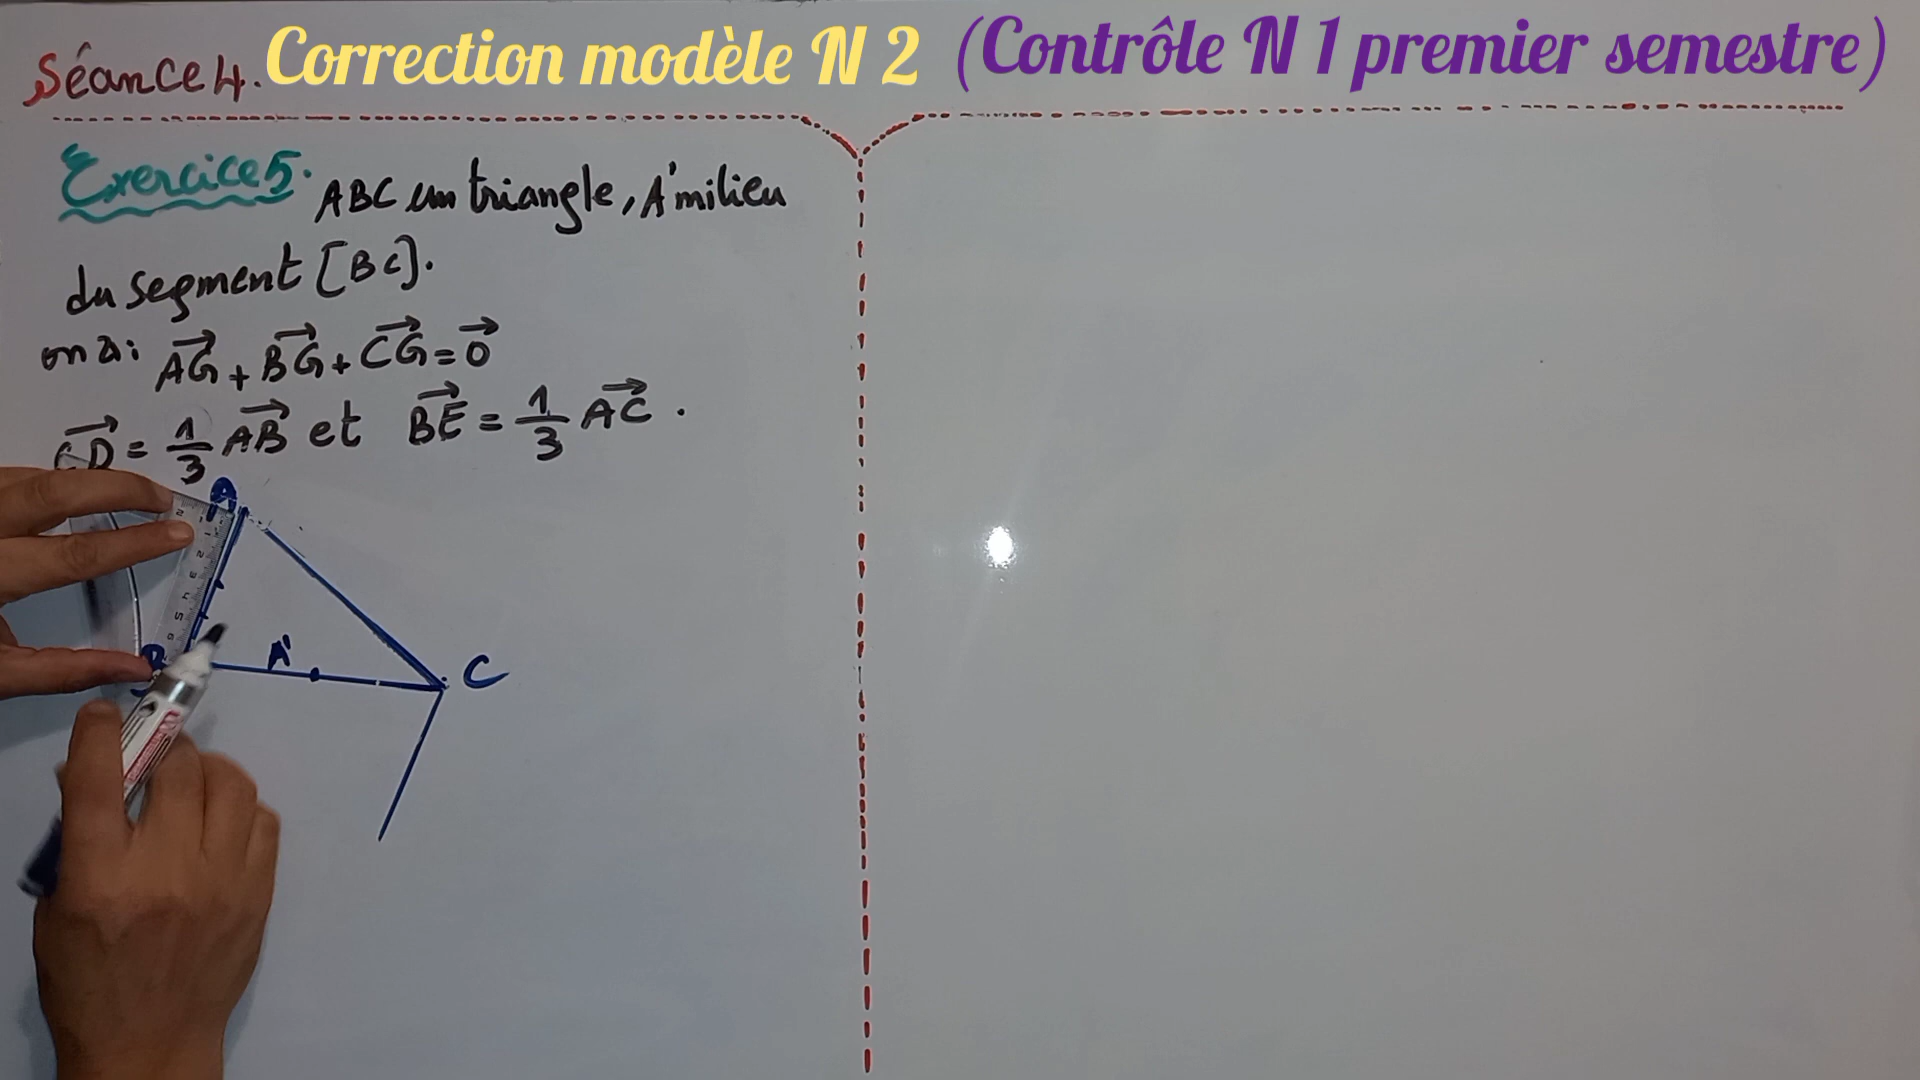 Séance 4. Correction modèle N 2 (Contrôle N 1 premier semestre)
Exercice 5. ABC un triangle, A' milieu
du segment [BC].
on a: AG→ + BG→ + CG→ = 0→
CD→ = 1/3 AB→ et BE→ = 1/3 AC→.
A
B A' C